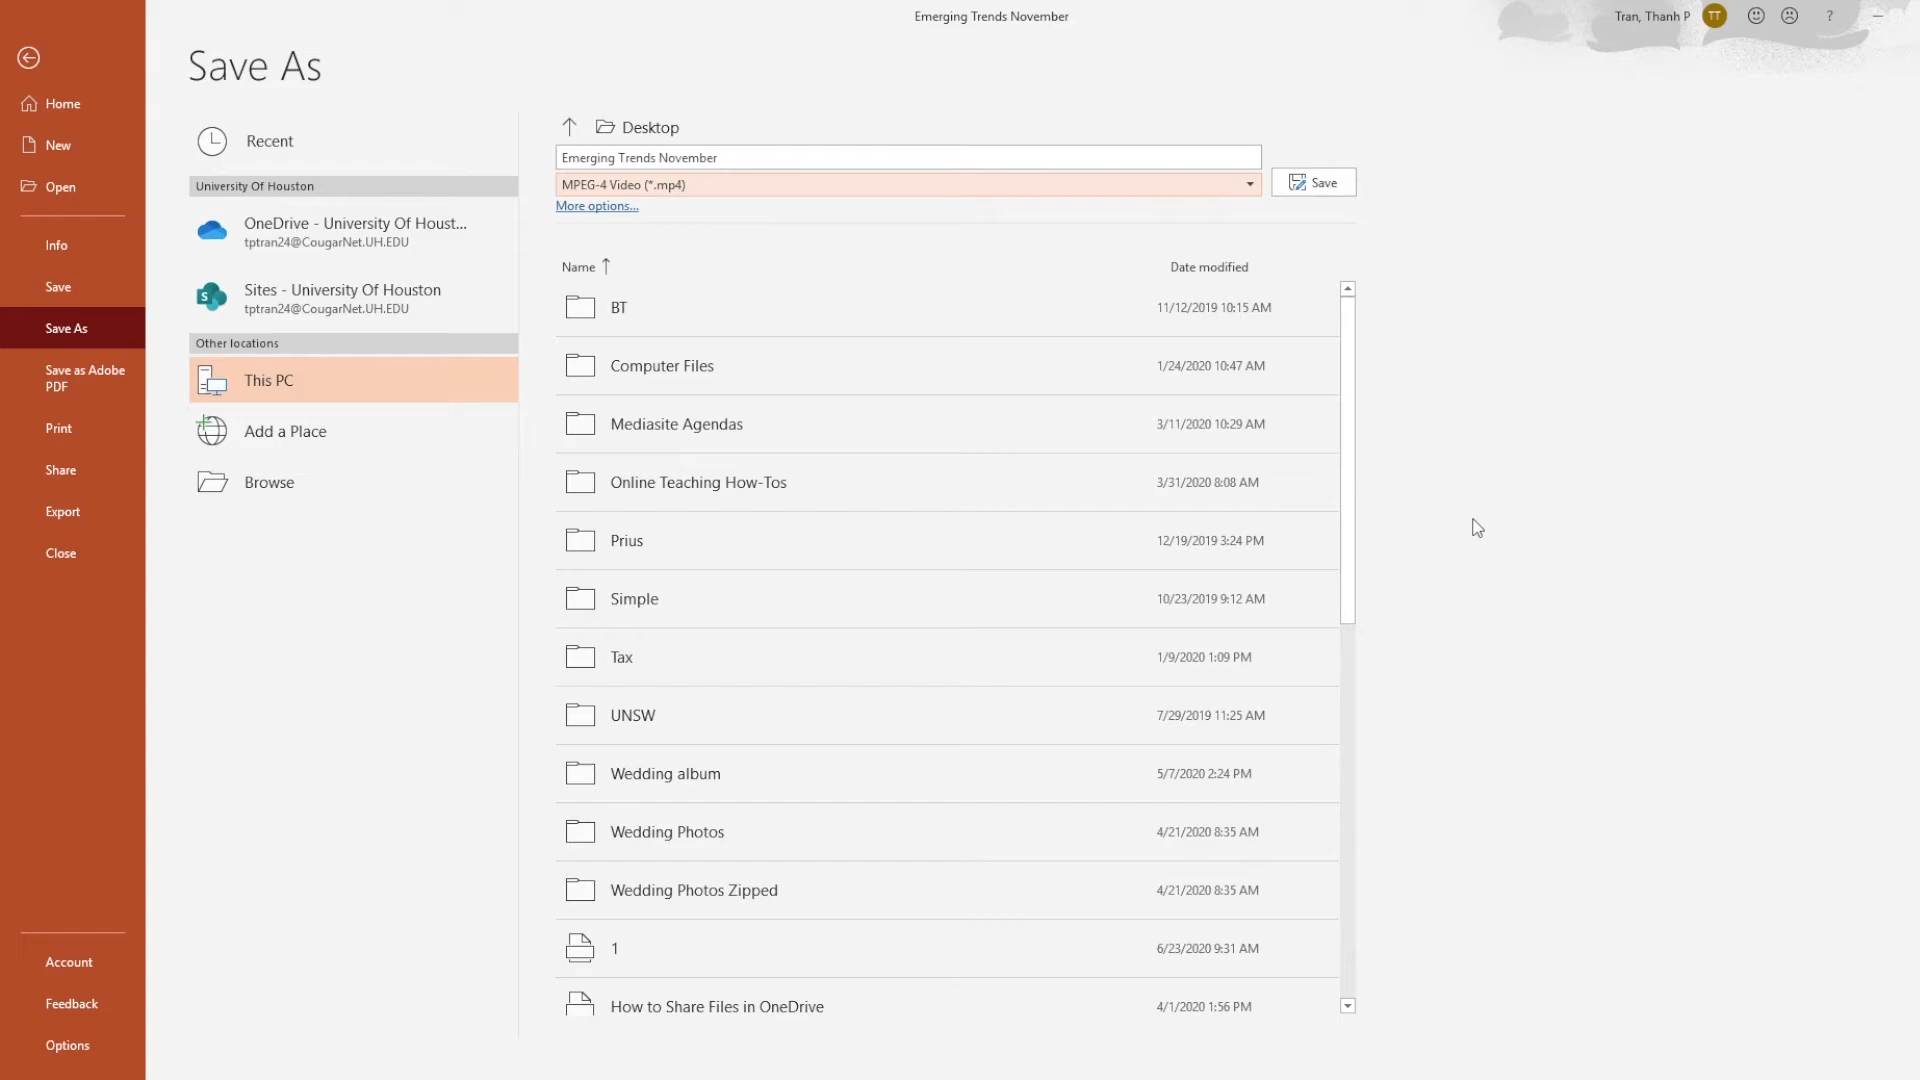 Emerging Trends November
Tran, Thanh P
TT
?
Save As
Home
New
Open
Info
Save
Save As
Save as Adobe
PDF
Print
Share
Export
Close
Account
Feedback
Options
Recent
University Of Houston
OneDrive - University Of Houst...
tptran24@CougarNet.UH.EDU
S
Sites - University Of Houston
tptran24@CougarNet.UH.EDU
Other locations
This PC
Add a Place
Browse
Desktop
Emerging Trends November
MPEG-4 Video (*.mp4)
Save
More options...
Name Date modified
BT 11/12/2019 10:15 AM
Computer Files 1/24/2020 10:47 AM
Mediasite Agendas 3/11/2020 10:29 AM
Online Teaching How-Tos 3/31/2020 8:08 AM
Prius 12/19/2019 3:24 PM
Simple 10/23/2019 9:12 AM
Tax 1/9/2020 1:09 PM
UNSW 7/29/2019 11:25 AM
Wedding album 5/7/2020 2:24 PM
Wedding Photos 4/21/2020 8:35 AM
Wedding Photos Zipped 4/21/2020 8:35 AM
1 6/23/2020 9:31 AM
How to Share Files in OneDrive 4/1/2020 1:56 PM